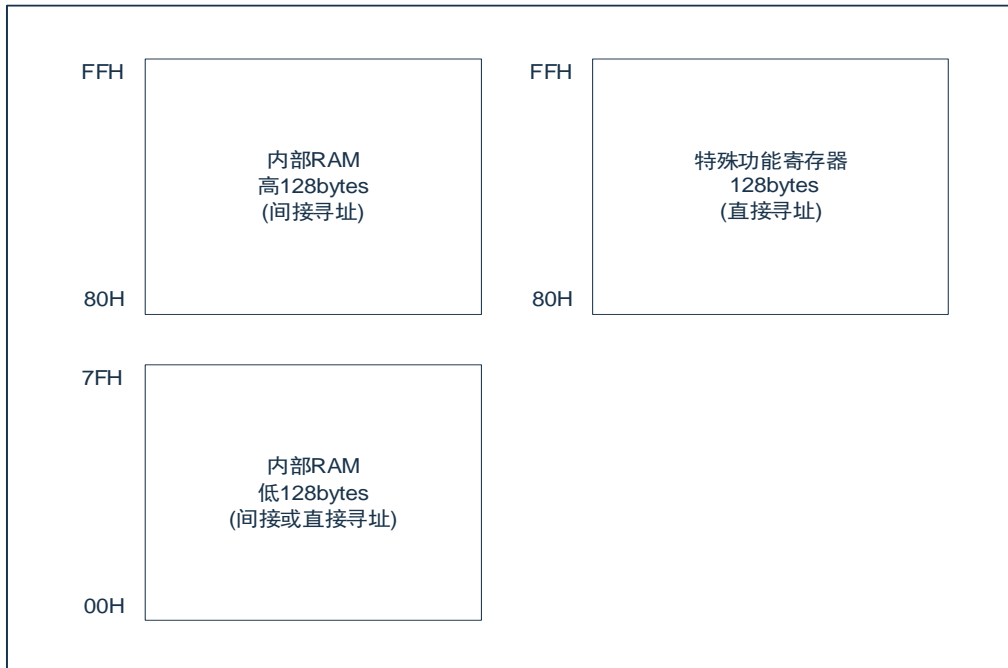 FFH
内部RAM
高128bytes
(间接寻址)
80H
FFH
特殊功能寄存器
128bytes
(直接寻址)
80H
7FH
内部RAM
低128bytes
(间接或直接寻址)
00H